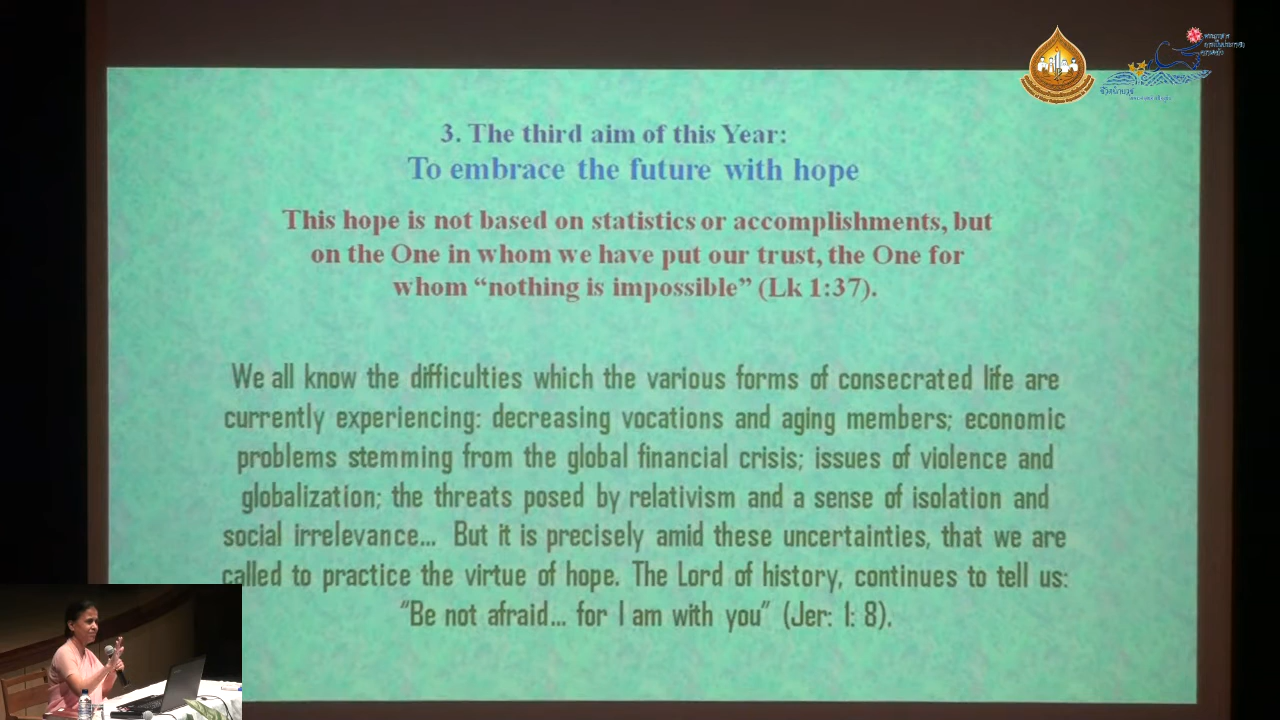 3. The third aim of this Year:
To embrace the future with hope
This hope is not based on statistics or accomplishments, but
on the One in whom we have put our trust, the One for
whom “nothing is impossible” (Lk 1:37).
We all know the difficulties which the various forms of consecrated life are
currently experiencing: decreasing vocations and aging members; economic
problems stemming from the global financial crisis; issues of violence and
globalization; the threats posed by relativism and a sense of isolation and
social irrelevance... But it is precisely amid these uncertainties, that we are
called to practice the virtue of hope. The Lord of history, continues to tell us:
"Be not afraid... for I am with you" (Jer: 1: 8).